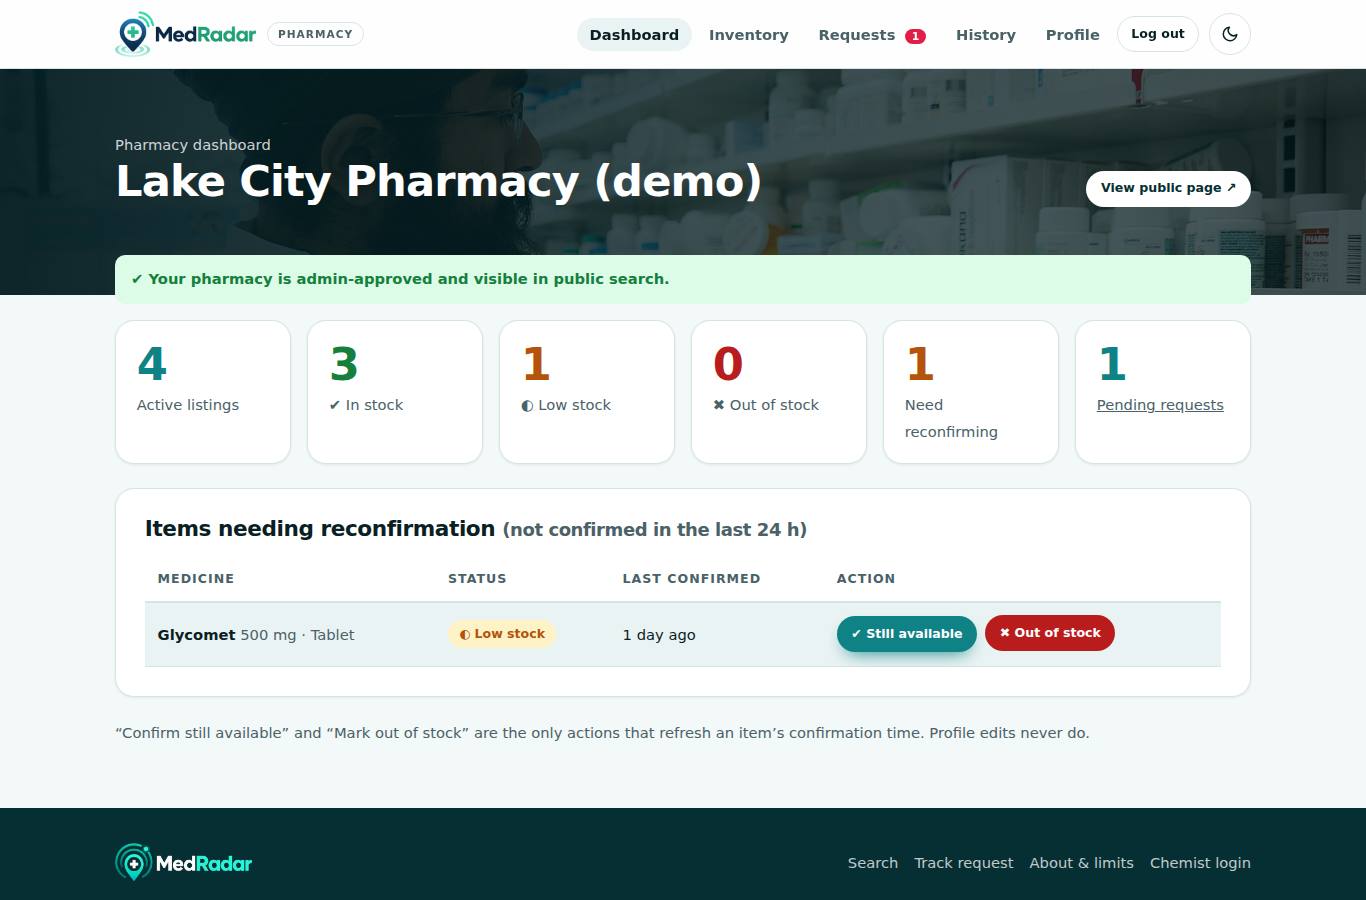 MedRadar PHARMACY Dashboard Inventory Requests 1 History Profile Log out
Pharmacy dashboard
Lake City Pharmacy (demo)
View public page ↗
✔ Your pharmacy is admin-approved and visible in public search.
4
Active listings
3
✔ In stock
1
◐ Low stock
0
✖ Out of stock
1
Need
reconfirming
1
Pending requests
Items needing reconfirmation (not confirmed in the last 24 h)
MEDICINE STATUS LAST CONFIRMED ACTION
Glycomet 500 mg · Tablet ◐ Low stock 1 day ago ✔ Still available ✖ Out of stock
“Confirm still available” and “Mark out of stock” are the only actions that refresh an item’s confirmation time. Profile edits never do.
MedRadar Search Track request About & limits Chemist login